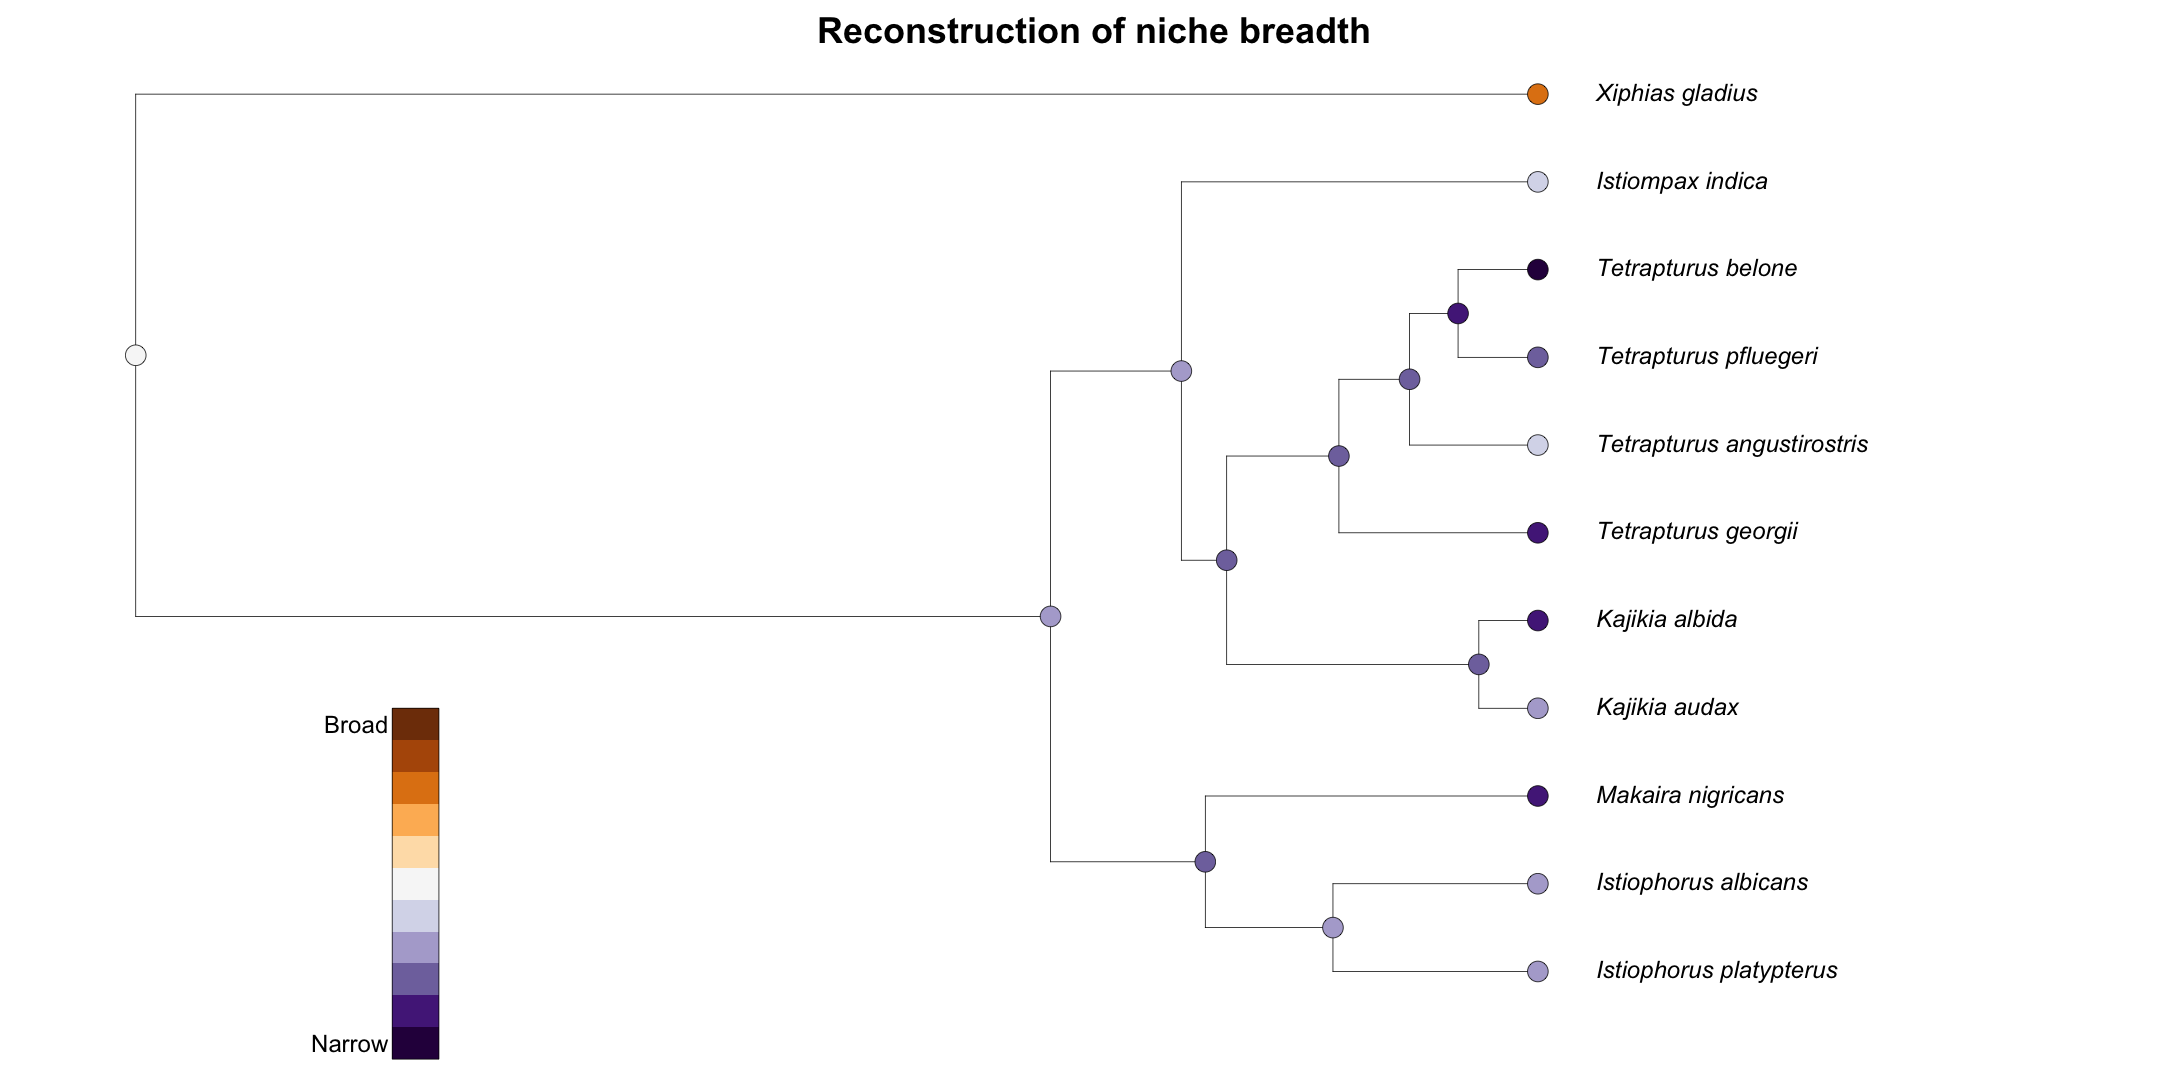 Reconstruction of niche breadth
Xiphias gladius
Istiompax indica
Tetrapturus belone
Tetrapturus pfluegeri
Tetrapturus angustirostris
Tetrapturus georgii
Kajikia albida
Kajikia audax
Makaira nigricans
Istiophorus albicans
Istiophorus platypterus
Broad
Narrow